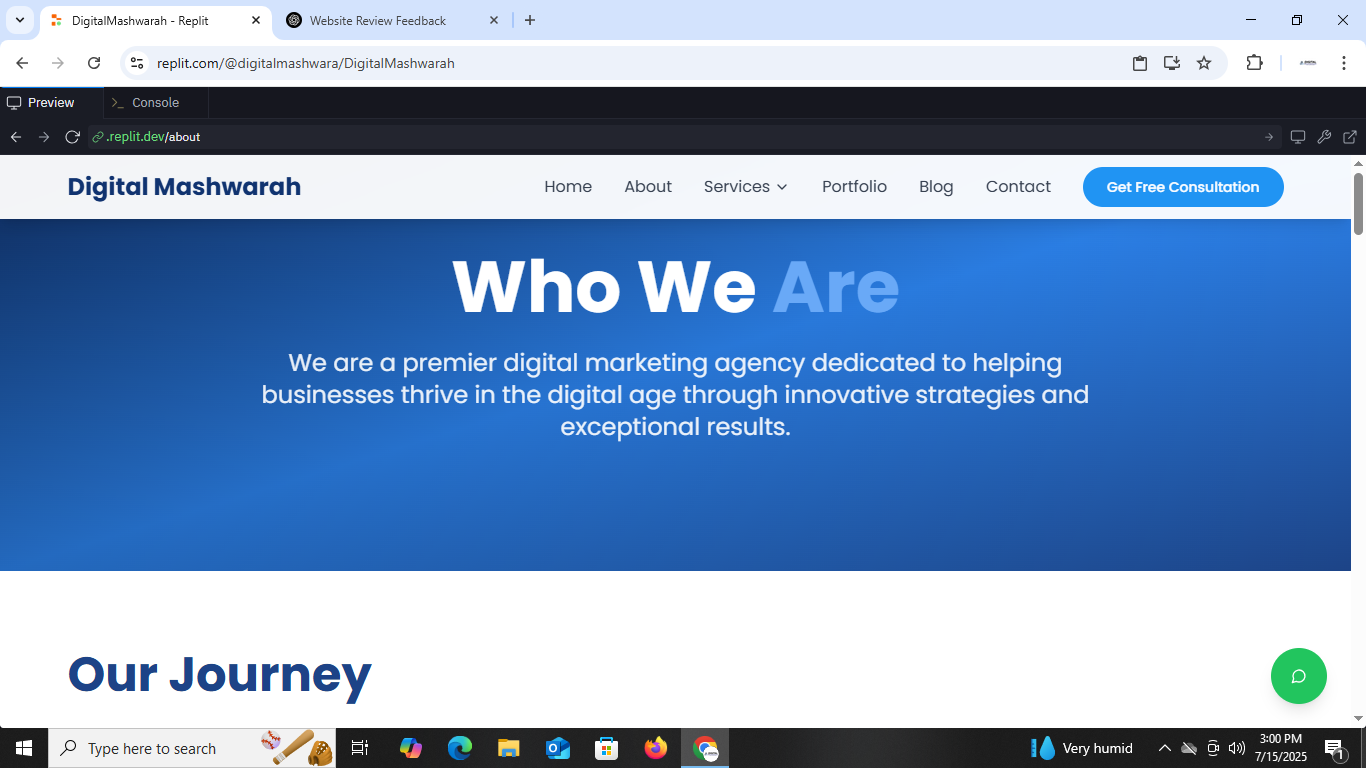 DigitalMashwarah - Replit
Website Review Feedback
replit.com/@digitalmashwara/DigitalMashwarah
Preview
Console
.replit.dev/about
Digital Mashwarah
Home
About
Services
Portfolio
Blog
Contact
Get Free Consultation
Who We Are
We are a premier digital marketing agency dedicated to helping
businesses thrive in the digital age through innovative strategies and
exceptional results.
Our Journey
Type here to search
Very humid
3:00 PM
7/15/2025
1